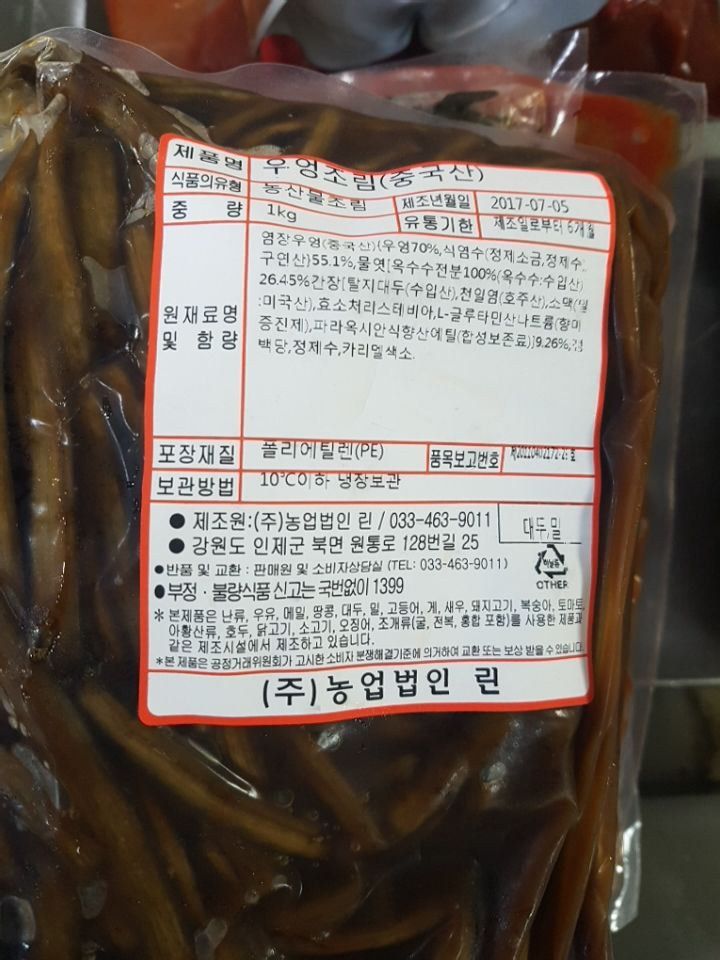 제품명 우엉조림(중국산)
식품의유형 농산물조림 제조년월일 2017-07-05
중 량 1kg 유통기한 제조일로부터 6개월
원재료명 및 함량
염장우엉(중국산)(우엉70%,식염수(정제소금,정제수,
구연산)55.1%,물엿[옥수수전분100%(옥수수:수입산)
26.45%간장[탈지대두(수입산),천일염(호주산),소맥(밀
:미국산),효소처리스테비아,L-글루타민산나트륨(향미
증진제),파라옥시안식향산에틸(합성보존료)]9.26%,
백당,정제수,카라멜색소.
포장재질 폴리에틸렌(PE) 품목보고번호
보관방법 10℃이하 냉장보관
● 제조원:(주)농업법인 린 / 033-463-9011 대두,밀
● 강원도 인제군 북면 원통로 128번길 25
● 반품 및 교환 : 판매원 및 소비자상담실 (TEL: 033-463-9011) OTHER
● 부정·불량식품 신고는 국번없이 1399
* 본제품은 난류, 우유, 메밀, 땅콩, 대두, 밀, 고등어, 게, 새우, 돼지고기, 복숭아, 토마토,
아황산류, 호두, 닭고기, 소고기, 오징어, 조개류(굴, 전복, 홍합 포함)를 사용한 제품과
같은 제조시설에서 제조하고 있습니다.
*본 제품은 공정거래위원회가 고시한 소비자 분쟁해결기준에 의거하여 교환 또는 보상 받을 수 있습니다.
(주)농업법인 린